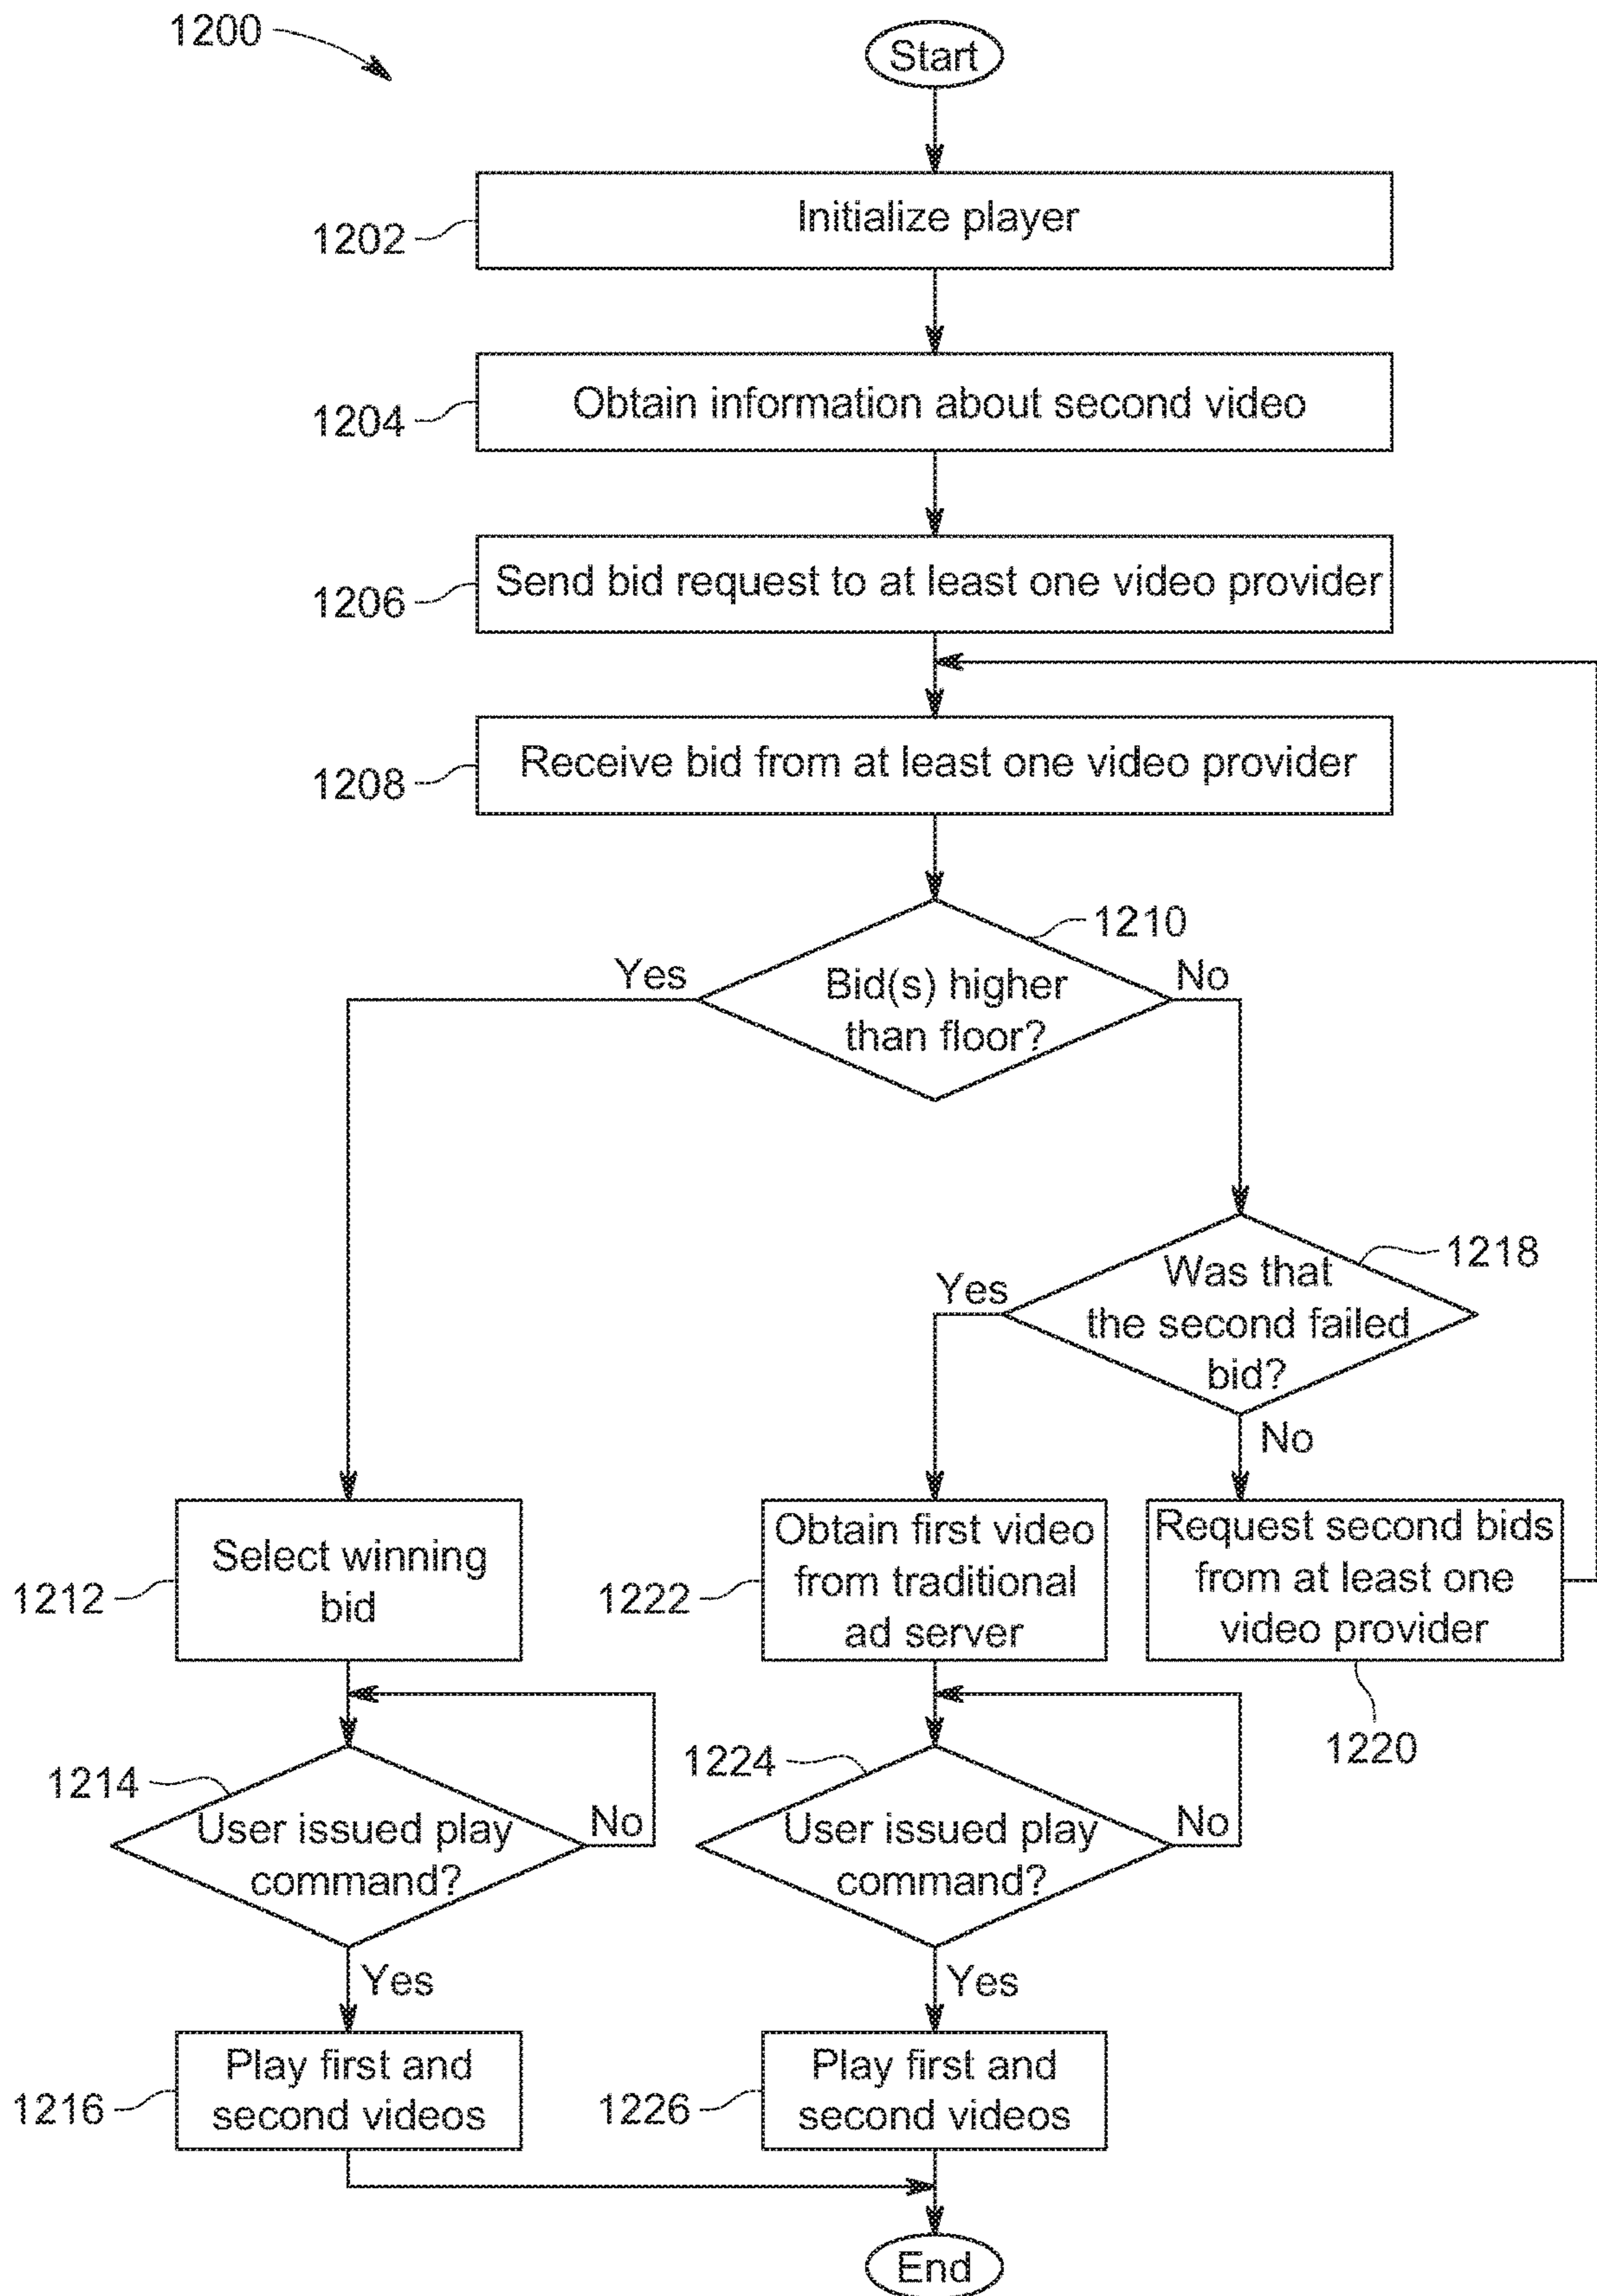 1200
Start
Initialize player
1202
Obtain information about second video
1204
Send bid request to at least one video provider
1206
Receive bid from at least one video provider
1208
1210
Yes
No
Bid(s) higher
than floor?
1218
Yes
Was that
the second failed
bid?
No
Select winning
bid
1212
Obtain first video
from traditional
ad server
1222
Request second bids
from at least one
video provider
1220
1214
User issued play
command?
No
Yes
1224
User issued play
command?
No
Yes
Play first and
second videos
1216
Play first and
second videos
1226
End